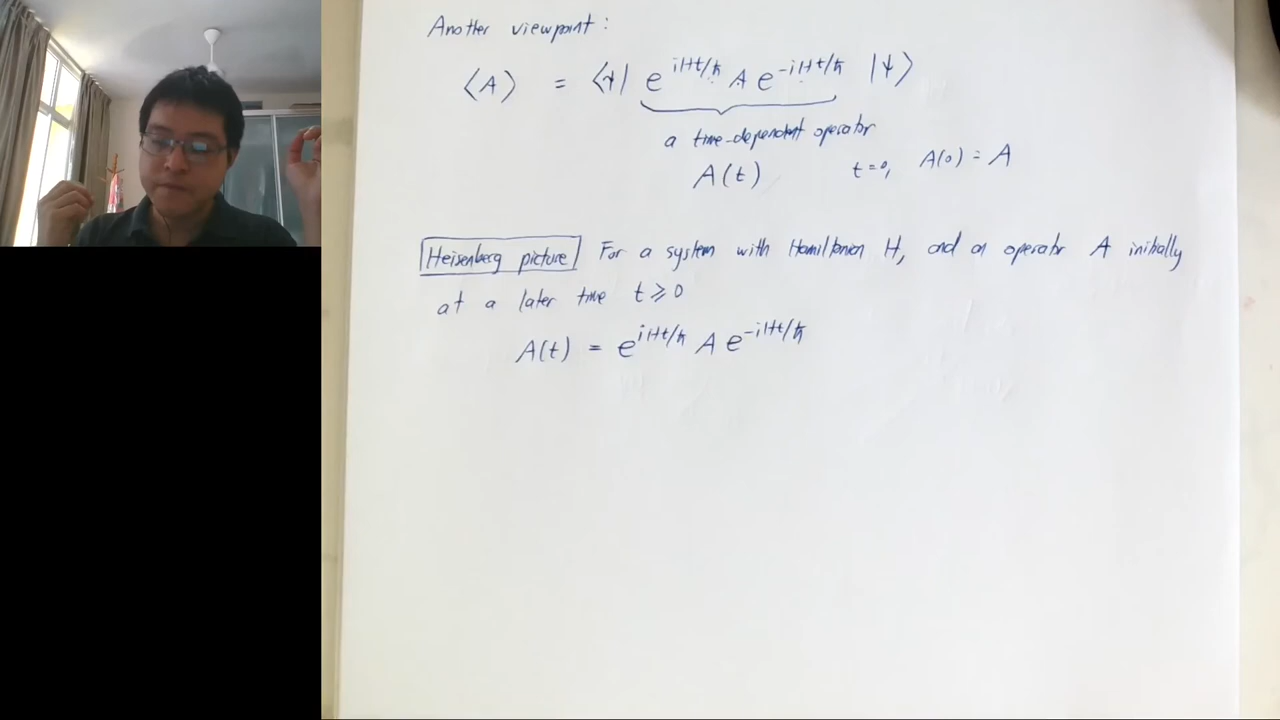 Another viewpoint:
⟨A⟩ = ⟨ψ| e^{iHt/ħ} A e^{-iHt/ħ} |ψ⟩
a time-dependent operator
A(t) t=0, A(0) = A
Heisenberg picture For a system with Hamiltonian H, and an operator A initially
at a later time t ⩾ 0
A(t) = e^{iHt/ħ} A e^{-iHt/ħ}